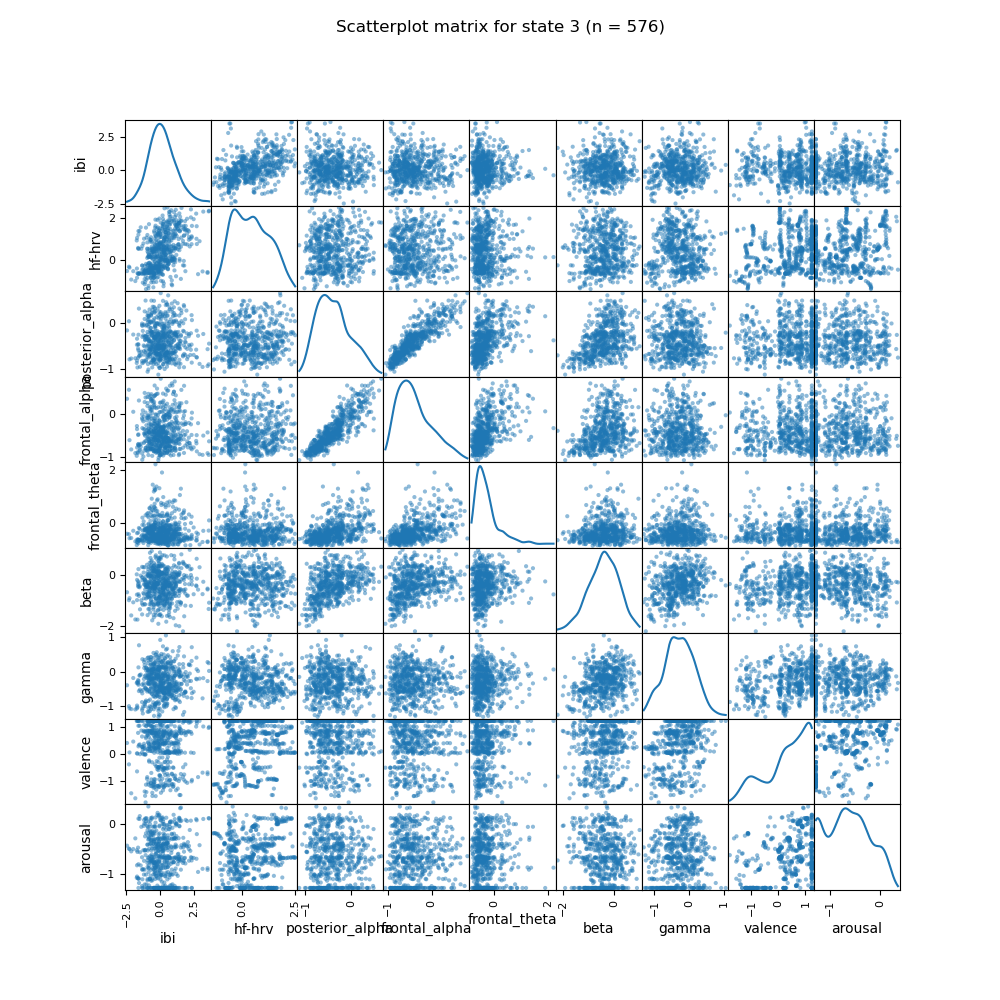 Scatterplot matrix for state 3 (n = 576)
ibi
2.5
0.0
−2.5
hf-hrv
2
0
posterior_alpha
0
−1
frontal_alpha
0
−1
frontal_theta
2
0
beta
0
−2
gamma
1
0
−1
valence
1
0
−1
arousal
0
−1
−2.5 0.0 2.5 0.0 2.5 −1 0 −1 0 0 2 −2 0 −1 0 1 −1 0 1 −1 0
ibi hf-hrv posterior_alpha frontal_alpha frontal_theta beta gamma valence arousal